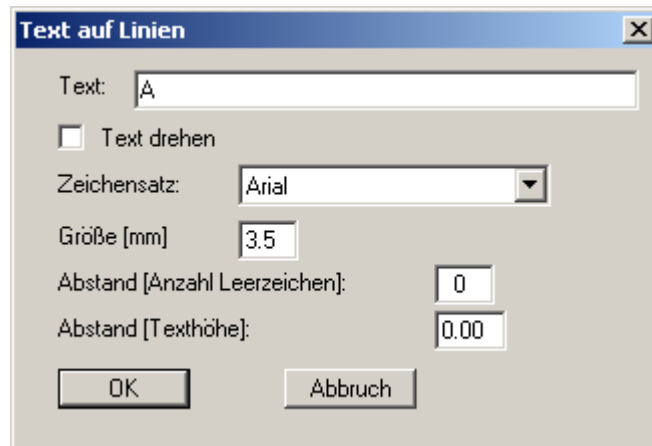 Text auf Linien
Text: A
Text drehen
Zeichensatz: Arial
Größe [mm] 3.5
Abstand [Anzahl Leerzeichen]: 0
Abstand [Texthöhe]: 0.00
OK Abbruch